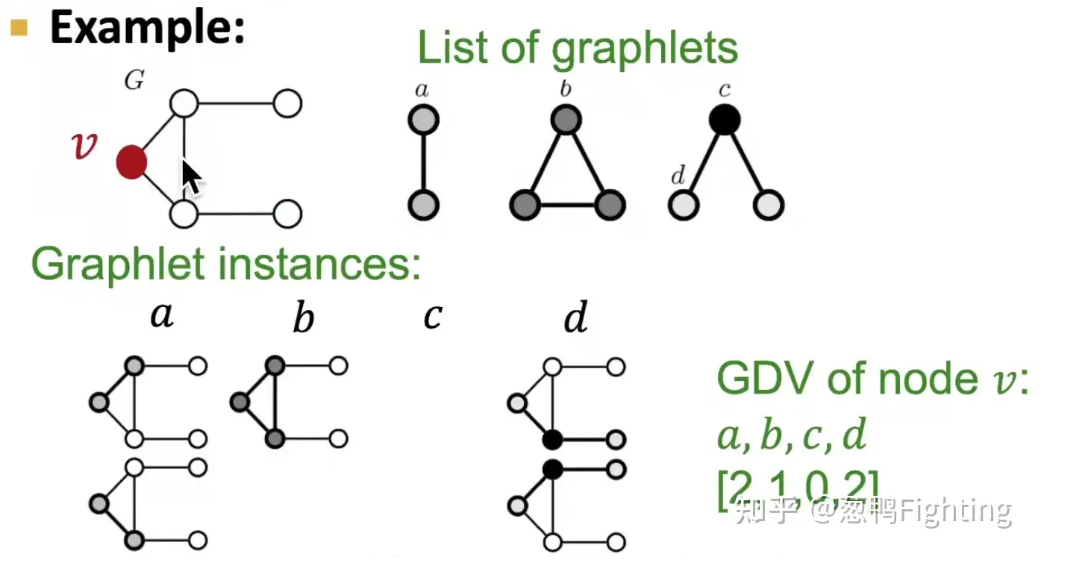 Example:
List of graphlets
G
a
b
c
v
d
Graphlet instances:
a
b
c
d
GDV of node v:
a, b, c, d
[2,1,0,2]
知乎 @葱鸭Fighting